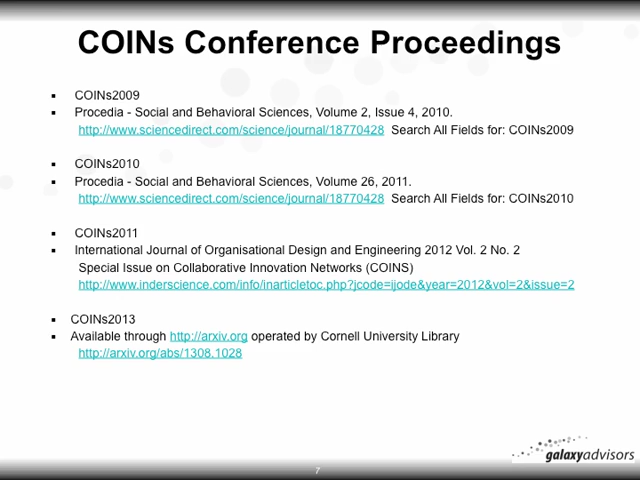 COINs Conference Proceedings
▪ COINs2009
▪ Procedia - Social and Behavioral Sciences, Volume 2, Issue 4, 2010.
http://www.sciencedirect.com/science/journal/18770428 Search All Fields for: COINs2009
▪ COINs2010
▪ Procedia - Social and Behavioral Sciences, Volume 26, 2011.
http://www.sciencedirect.com/science/journal/18770428 Search All Fields for: COINs2010
▪ COINs2011
▪ International Journal of Organisational Design and Engineering 2012 Vol. 2 No. 2
Special Issue on Collaborative Innovation Networks (COINS)
http://www.inderscience.com/info/inarticletoc.php?jcode=ijode&year=2012&vol=2&issue=2
▪ COINs2013
▪ Available through http://arxiv.org operated by Cornell University Library
http://arxiv.org/abs/1308.1028
galaxyadvisors
7